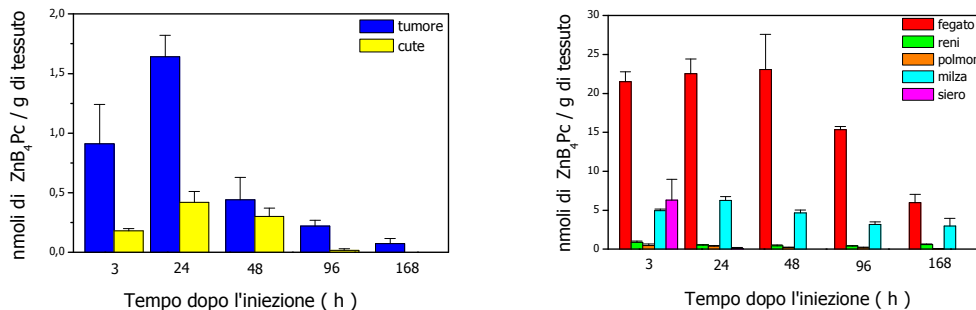 nmoli di ZnB₄Pc / g di tessuto
2,0
1,5
1,0
0,5
0,0
tumore
cute
3 24 48 96 168
Tempo dopo l'iniezione ( h )
nmoli di ZnB₄Pc / g di tessuto
30
25
20
15
10
5
0
fegato
reni
polmor
milza
siero
3 24 48 96 168
Tempo dopo l'iniezione ( h )